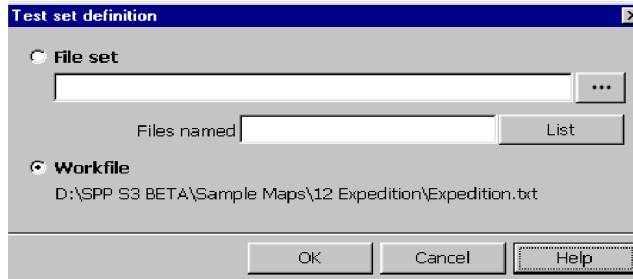 Test set definition
File set
...
Files named
List
Workfile
D:\SPP S3 BETA\Sample Maps\12 Expedition\Expedition.txt
OK Cancel Help